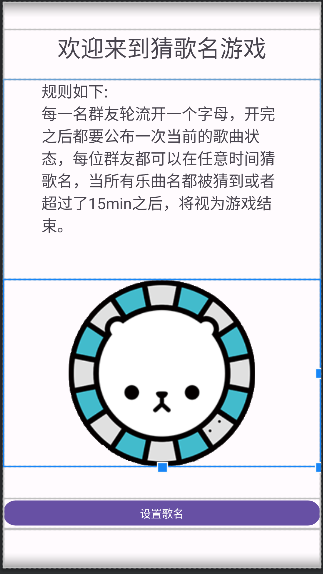 欢迎来到猜歌名游戏
规则如下:
每一名群友轮流开一个字母，开完
之后都要公布一次当前的歌曲状
态，每位群友都可以在任意时间猜
歌名，当所有乐曲名都被猜到或者
超过了15min之后，将视为游戏结
束。
设置歌名